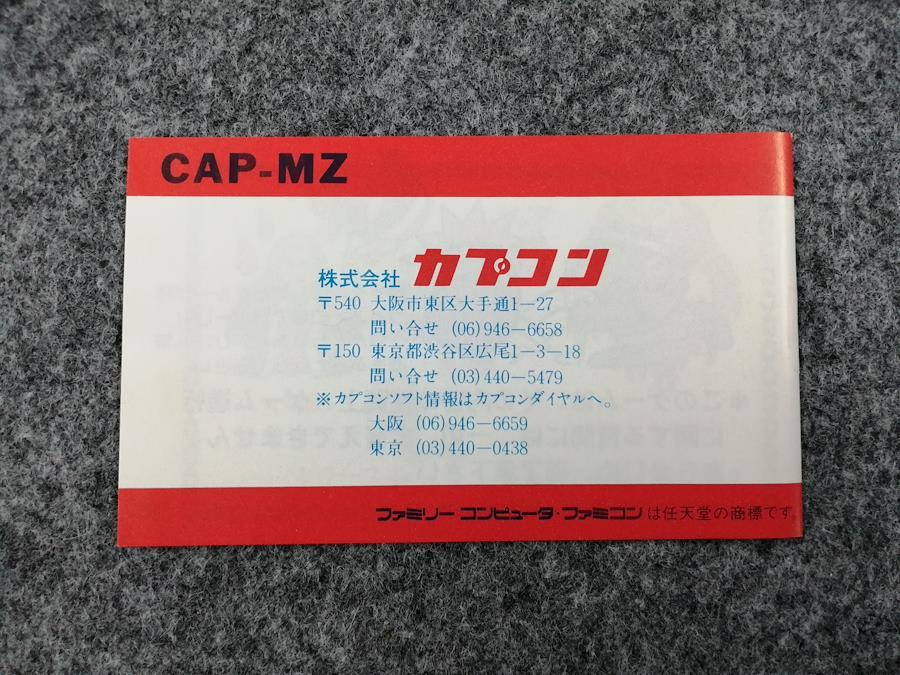 CAP-MZ
株式会社 カプコン
〒540 大阪市東区大手通1−27
問い合せ (06)946−6658
〒150 東京都渋谷区広尾1−3−18
問い合せ (03)440−5479
※カプコンソフト情報はカプコンダイヤルへ。
大阪 (06)946−6659
東京 (03)440−0438
ファミリーコンピュータ・ファミコンは任天堂の商標です